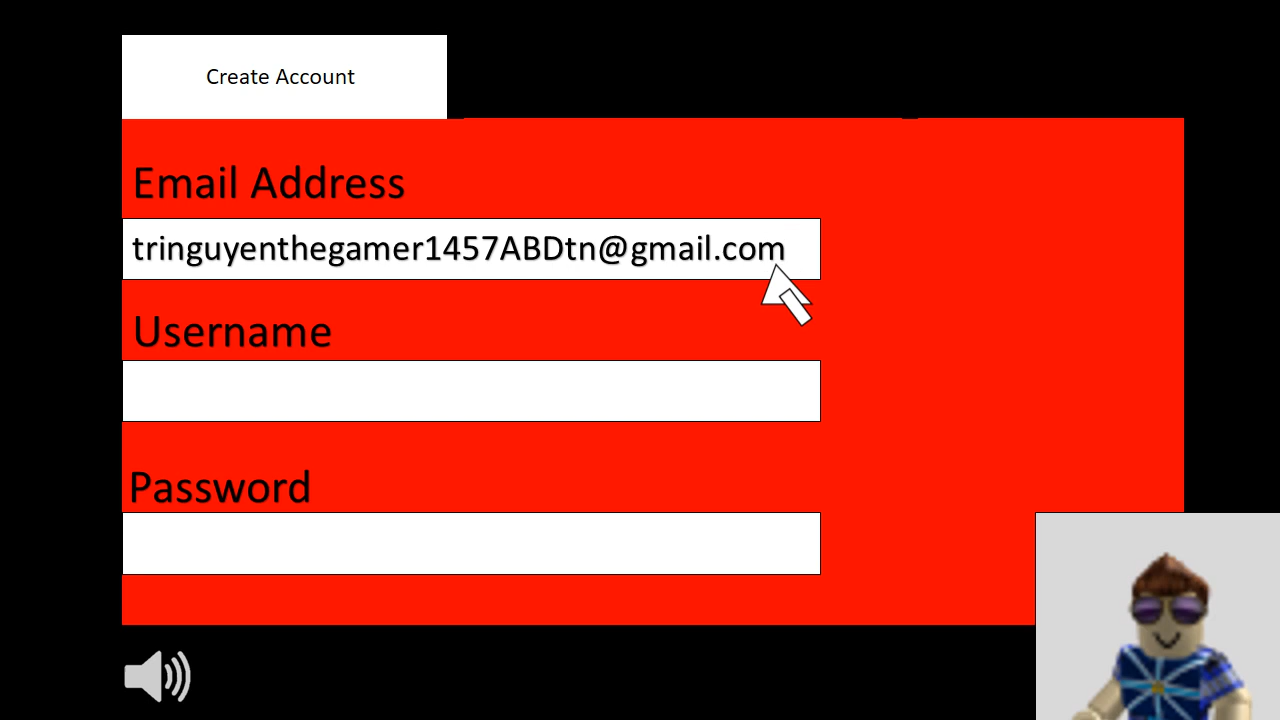 Create Account
Email Address
tringuyenthegamer1457ABDtn@gmail.com
Username
Password